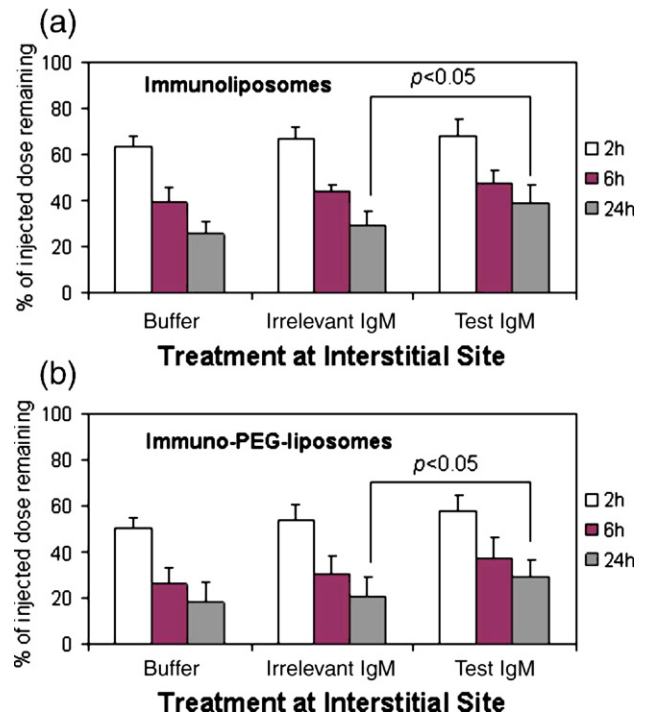 (a)
% of injected dose remaining
100
80
60
40
20
0
Immunoliposomes
p<0.05
2h
6h
24h
Buffer Irrelevant IgM Test IgM
Treatment at Interstitial Site
(b)
% of injected dose remaining
100
80
60
40
20
0
Immuno-PEG-liposomes
p<0.05
2h
6h
24h
Buffer Irrelevant IgM Test IgM
Treatment at Interstitial Site